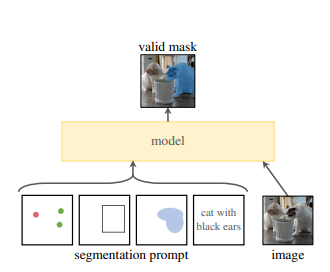 valid mask
model
cat with
black ears
segmentation prompt
image